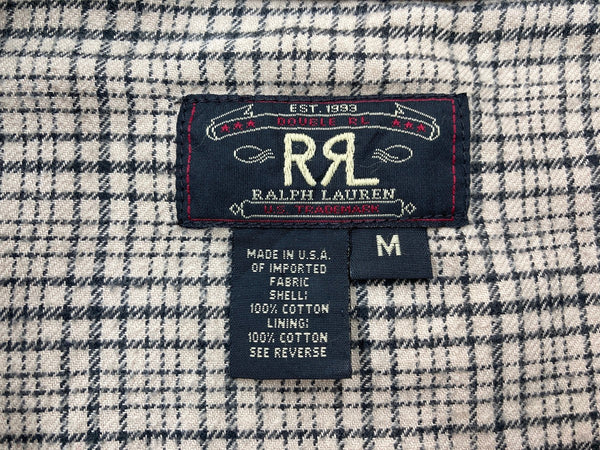 EST. 1993
DOUBLE RL
RRL
RALPH LAUREN
U.S. TRADEMARK
M
MADE IN U.S.A.
OF IMPORTED
FABRIC
SHELL:
100% COTTON
LINING:
100% COTTON
SEE REVERSE